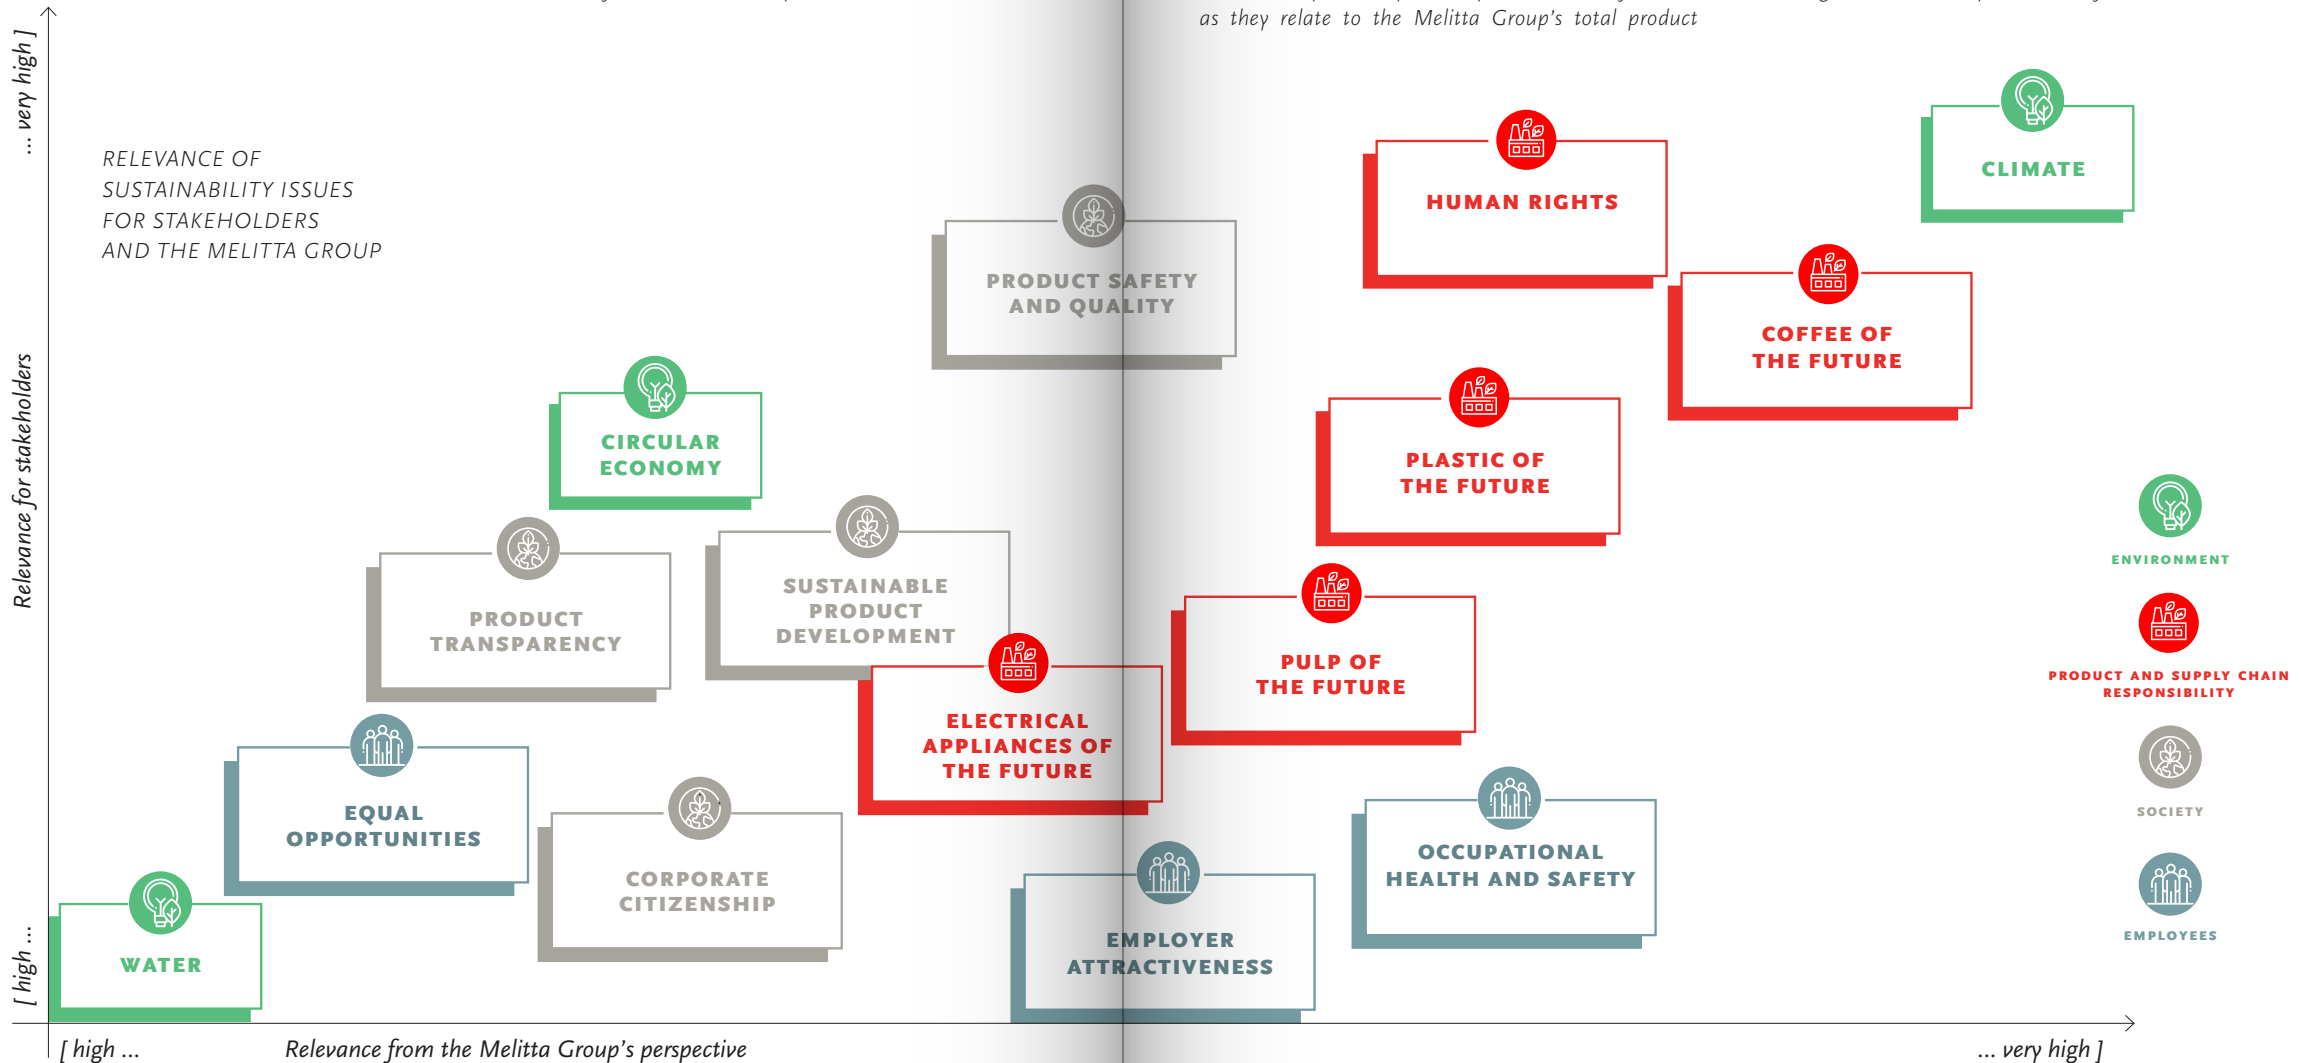 as they relate to the Melitta Group's total product
... very high ]
RELEVANCE OF
SUSTAINABILITY ISSUES
FOR STAKEHOLDERS
AND THE MELITTA GROUP
CLIMATE
HUMAN RIGHTS
PRODUCT SAFETY
AND QUALITY
COFFEE OF
THE FUTURE
Relevance for stakeholders
CIRCULAR
ECONOMY
PLASTIC OF
THE FUTURE
ENVIRONMENT
SUSTAINABLE
PRODUCT
DEVELOPMENT
PRODUCT
TRANSPARENCY
PULP OF
THE FUTURE
PRODUCT AND SUPPLY CHAIN
RESPONSIBILITY
ELECTRICAL
APPLIANCES OF
THE FUTURE
EQUAL
OPPORTUNITIES
SOCIETY
CORPORATE
CITIZENSHIP
OCCUPATIONAL
HEALTH AND SAFETY
EMPLOYER
ATTRACTIVENESS
EMPLOYEES
WATER
[ high ...
[ high ...
Relevance from the Melitta Group's perspective
... very high ]